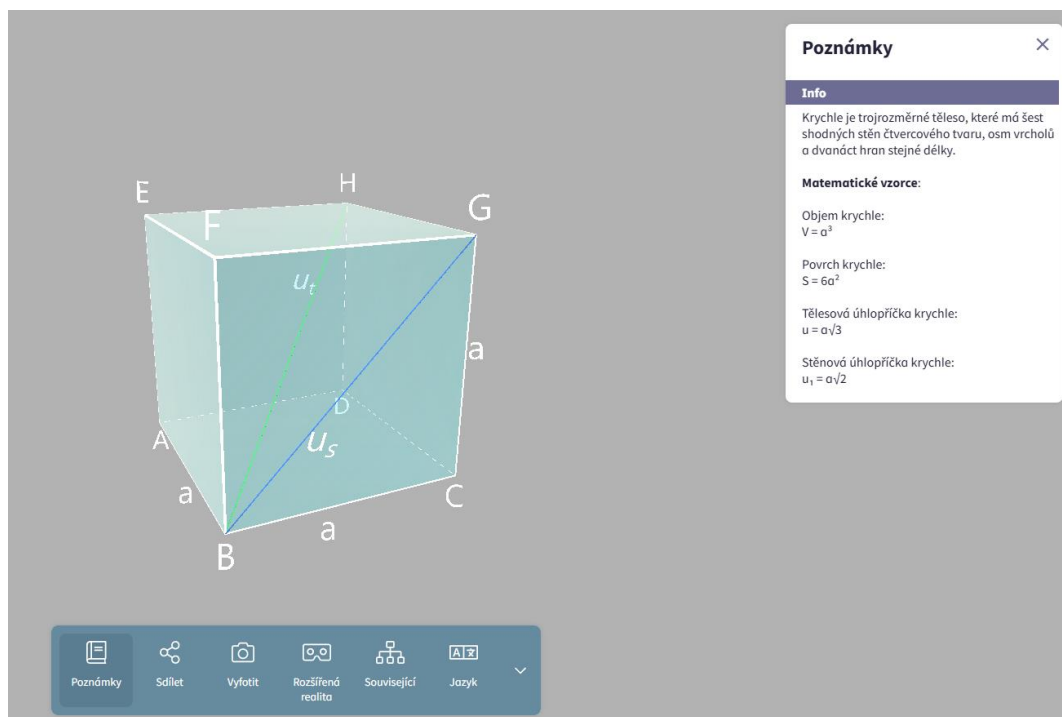 E
H
F
G
uₜ
a
D
A
uₛ
a
C
a
B
Poznámky
Info
Krychle je trojrozměrné těleso, které má šest
shodných stěn čtvercového tvaru, osm vrcholů
a dvanáct hran stejné délky.
Matematické vzorce:
Objem krychle:
V = a³
Povrch krychle:
S = 6a²
Tělesová úhlopříčka krychle:
u = a√3
Stěnová úhlopříčka krychle:
u₁ = a√2
Poznámky
Sdílet
Vyfotit
Rozšířená
realita
Související
Jazyk